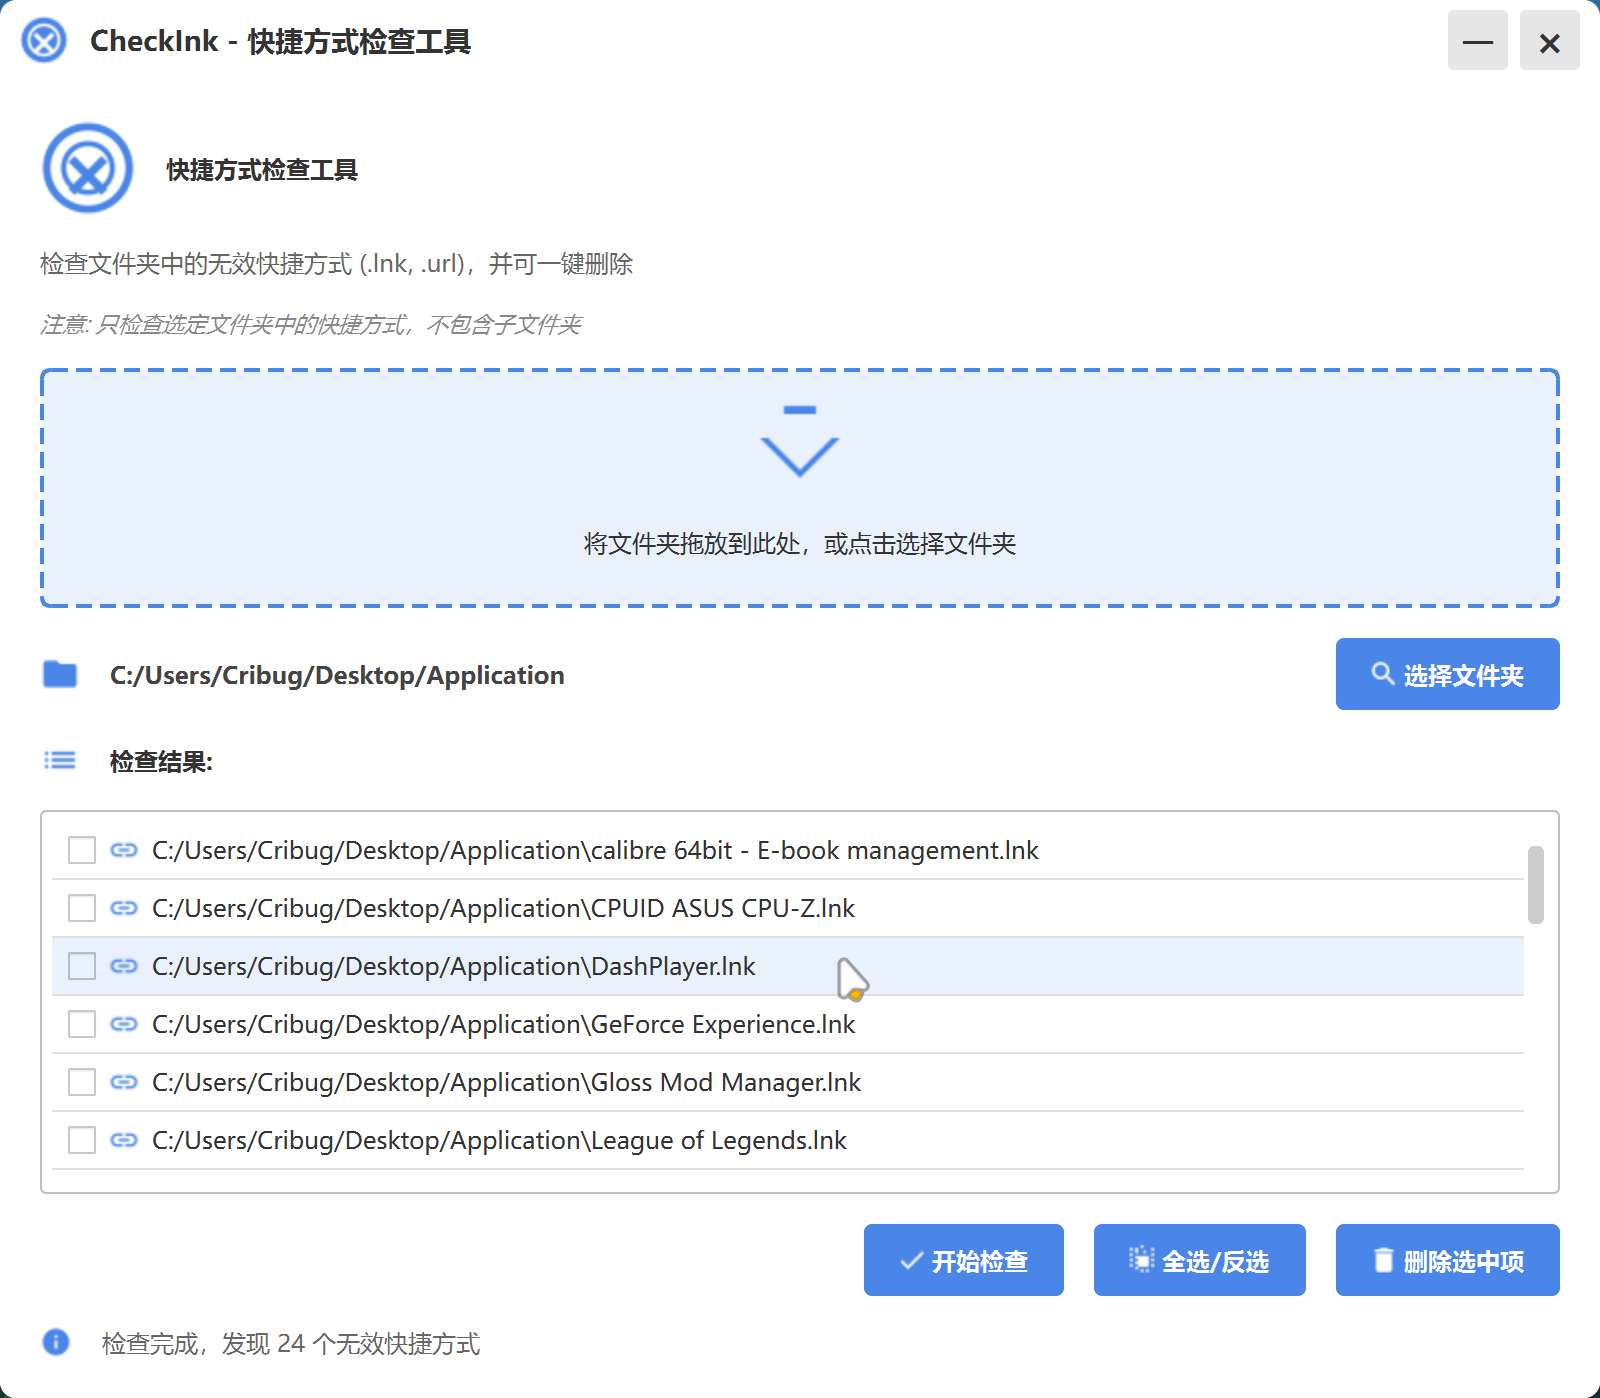 CheckInk - 快捷方式检查工具
快捷方式检查工具
检查文件夹中的无效快捷方式 (.lnk, .url)，并可一键删除
注意: 只检查选定文件夹中的快捷方式，不包含子文件夹
将文件夹拖放到此处，或点击选择文件夹
C:/Users/Cribug/Desktop/Application
选择文件夹
检查结果:
C:/Users/Cribug/Desktop/Application\calibre 64bit - E-book management.lnk
C:/Users/Cribug/Desktop/Application\CPUID ASUS CPU-Z.lnk
C:/Users/Cribug/Desktop/Application\DashPlayer.lnk
C:/Users/Cribug/Desktop/Application\GeForce Experience.lnk
C:/Users/Cribug/Desktop/Application\Gloss Mod Manager.lnk
C:/Users/Cribug/Desktop/Application\League of Legends.lnk
开始检查
全选/反选
删除选中项
检查完成，发现 24 个无效快捷方式